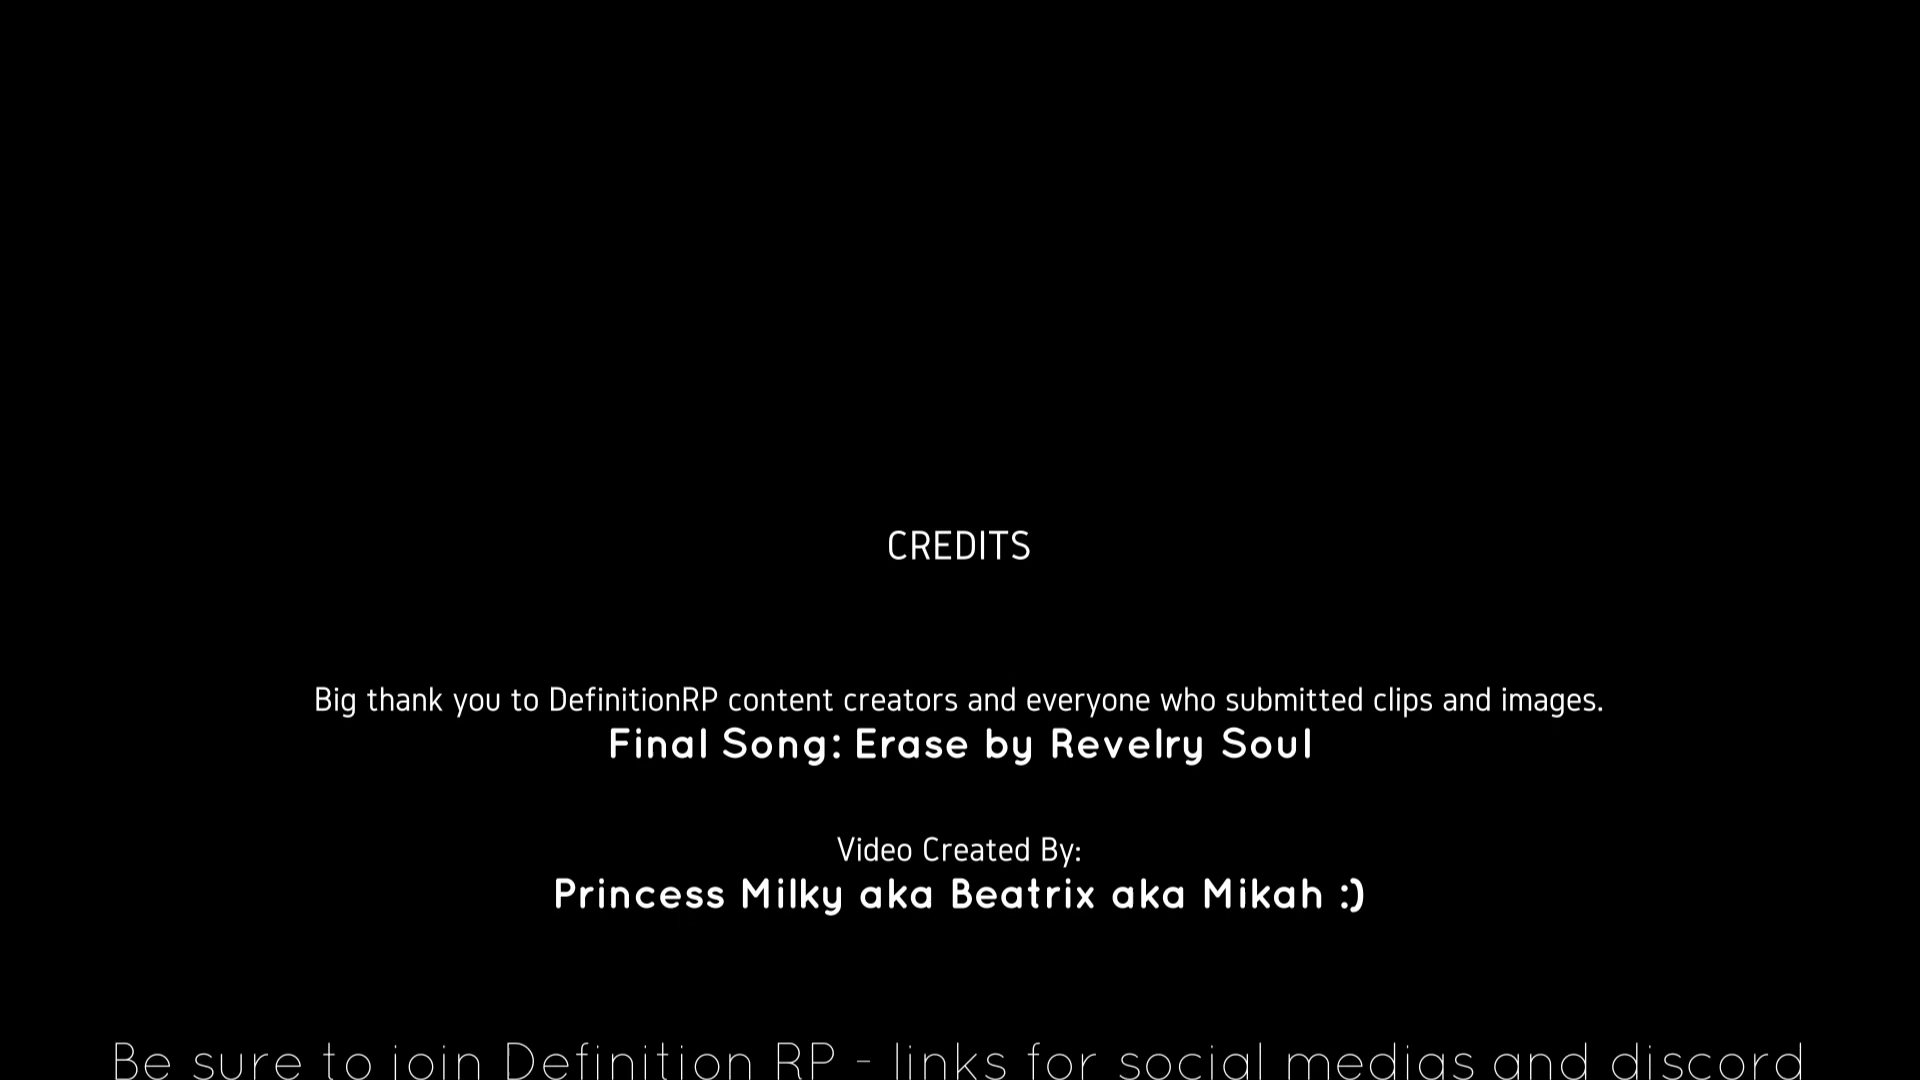 CREDITS
Big thank you to DefinitionRP content creators and everyone who submitted clips and images.
Final Song: Erase by Revelry Soul
Video Created By:
Princess Milky aka Beatrix aka Mikah :)
Be sure to join Definition RP - links for social medias and discord